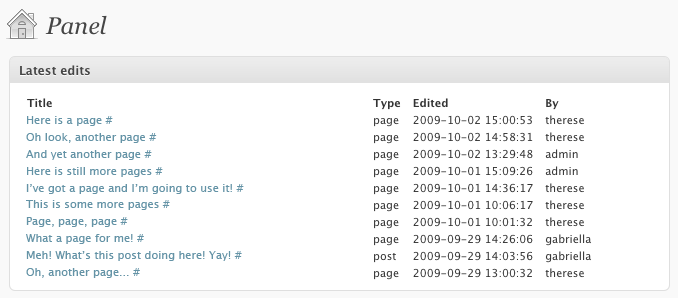 Panel
Latest edits
Title Type Edited By
Here is a page # page 2009-10-02 15:00:53 therese
Oh look, another page # page 2009-10-02 14:58:31 therese
And yet another page # page 2009-10-02 13:29:48 admin
Here is still more pages # page 2009-10-01 15:09:26 admin
I've got a page and I'm going to use it! # page 2009-10-01 14:36:17 therese
This is some more pages # page 2009-10-01 10:06:17 therese
Page, page, page # page 2009-10-01 10:01:32 therese
What a page for me! # page 2009-09-29 14:26:06 gabriella
Meh! What's this post doing here! Yay! # post 2009-09-29 14:03:56 gabriella
Oh, another page... # page 2009-09-29 13:00:32 therese